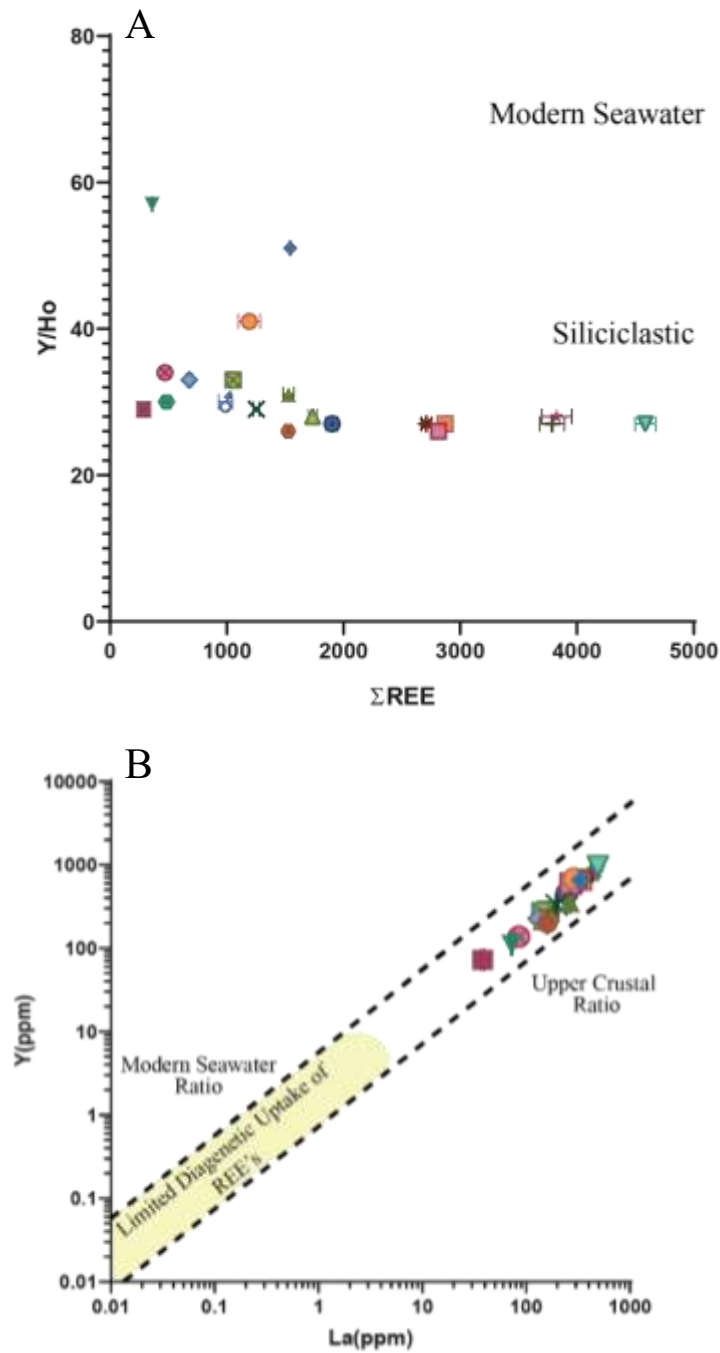 A
80
Modern Seawater
60
Y/Ho
40
Siliciclastic
20
0
0 1000 2000 3000 4000 5000
ΣREE
B
10000
1000
100
Upper Crustal
Ratio
Y(ppm)
10
Modern Seawater
Ratio
1
Limited Diagenetic Uptake of
REE's
0.1
0.01
0.01 0.1 1 10 100 1000
La(ppm)